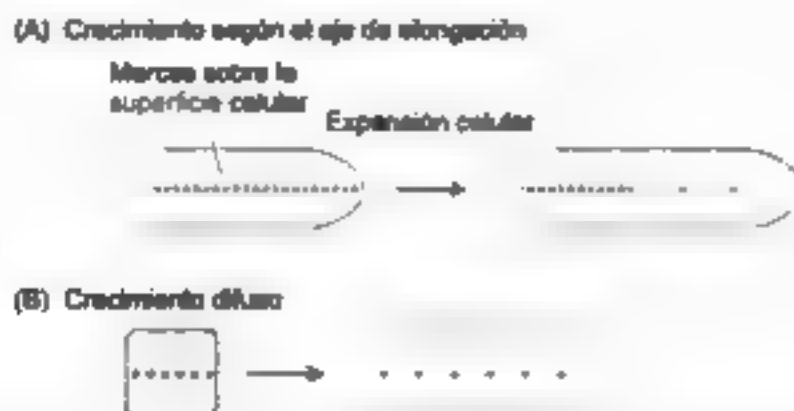 (A) Crecimiento según el eje de elongación
Marcas sobre la
superficie celular
Expansión celular
(B) Crecimiento difuso